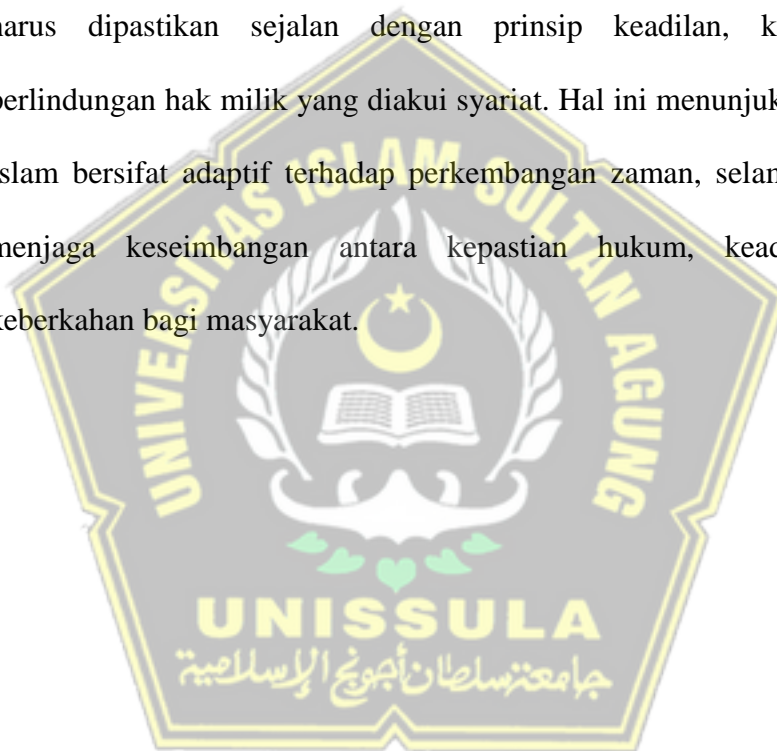 harus dipastikan sejalan dengan prinsip keadilan, k
perlindungan hak milik yang diakui syariat. Hal ini menunjuk
Islam bersifat adaptif terhadap perkembangan zaman, selam
menjaga keseimbangan antara kepastian hukum, kead
keberkahan bagi masyarakat.
UNIVERSITAS ISLAM SULTAN AGUNG
UNISSULA
جامعة سلطان أجونج الإسلامية